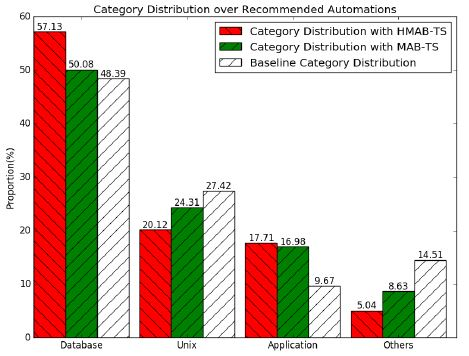 Category Distribution over Recommended Automations
Category Distribution with HMAB-TS
Category Distribution with MAB-TS
Baseline Category Distribution
Proportion(%)
60
50
40
30
20
10
0
57.13
50.08
48.39
20.12
24.31
27.42
17.71
16.98
9.67
5.04
8.63
14.51
Database
Unix
Application
Others